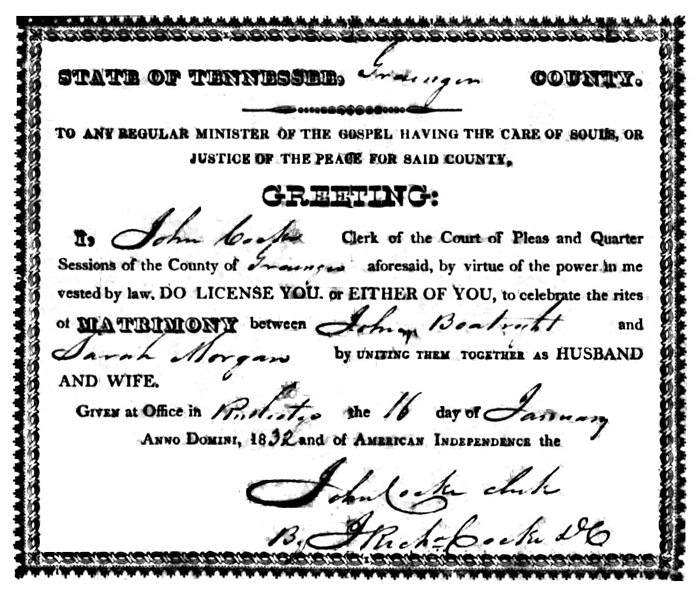 STATE OF TENNESSEE, Grainger COUNTY.
TO ANY REGULAR MINISTER OF THE GOSPEL HAVING THE CARE OF SOULS, OR
JUSTICE OF THE PEACE FOR SAID COUNTY,
GREETING:
I, John Cocke Clerk of the Court of Pleas and Quarter
Sessions of the County of Grainger aforesaid, by virtue of the power in me
vested by law, DO LICENSE YOU. or EITHER OF YOU, to celebrate the rites
of MATRIMONY between John Boatright and
Sarah Morgan by UNITING THEM TOGETHER AS HUSBAND
AND WIFE.
GIVEN at Office in the 16 day of January
ANNO DOMINI, 1832 and of AMERICAN INDEPENDENCE the
John Cocke clerk
By Cocke DC